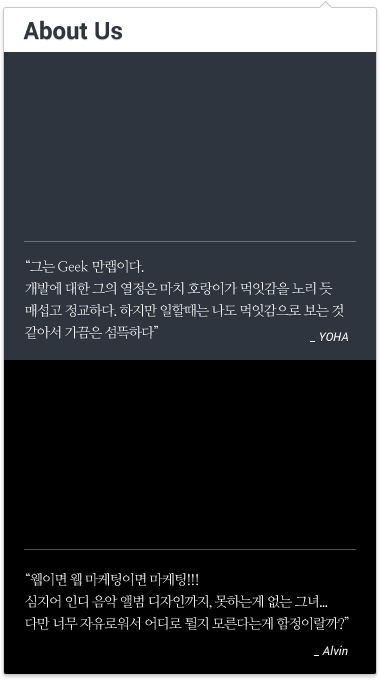 About Us
“그는 Geek 만랩이다.
개발에 대한 그의 열정은 마치 호랑이가 먹잇감을 노리 듯
매섭고 정교하다. 하지만 일할때는 나도 먹잇감으로 보는 것
같아서 가끔은 섬뜩하다”
_ YOHA
“웹이면 웹 마케팅이면 마케팅!!!
심지어 인디 음악 앨범 디자인까지, 못하는게 없는 그녀...
다만 너무 자유로워서 어디로 튈지 모른다는게 함정이랄까?”
_ Alvin